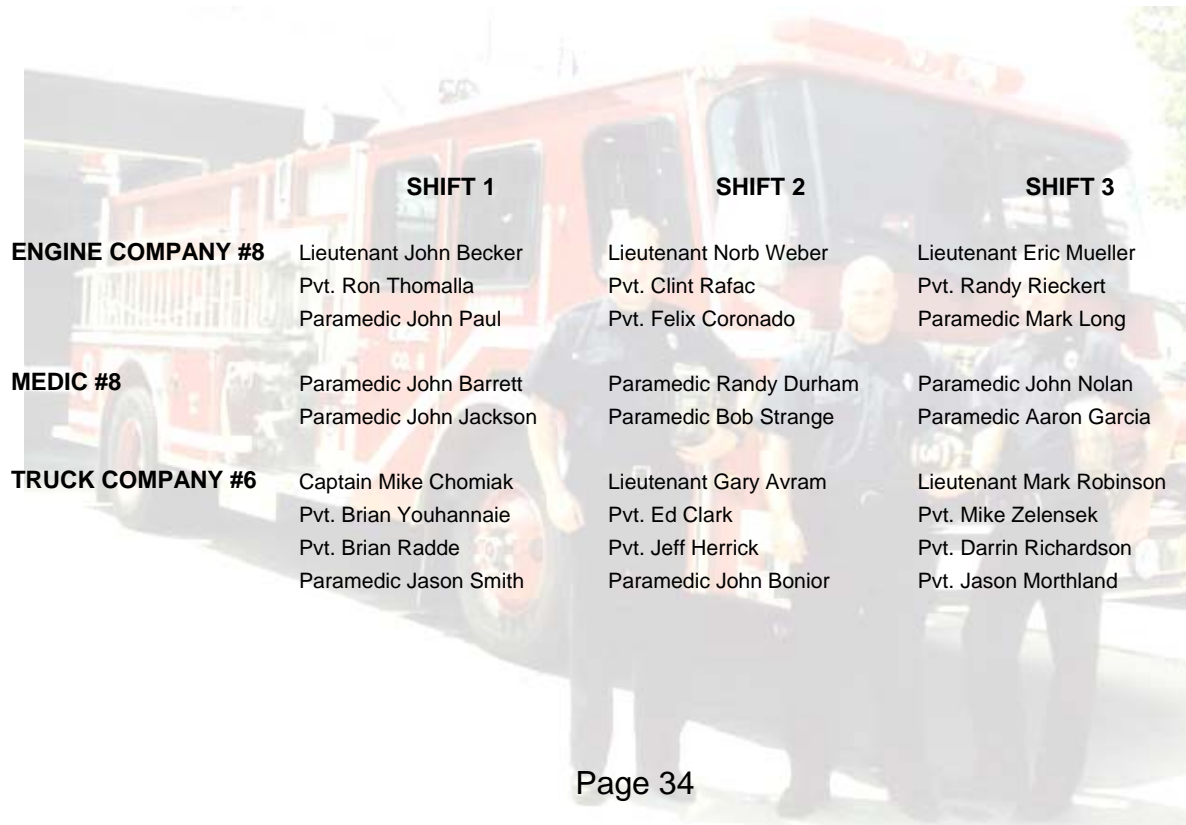 SHIFT 1 SHIFT 2 SHIFT 3
ENGINE COMPANY #8 Lieutenant John Becker Lieutenant Norb Weber Lieutenant Eric Mueller
Pvt. Ron Thomalla Pvt. Clint Rafac Pvt. Randy Rieckert
Paramedic John Paul Pvt. Felix Coronado Paramedic Mark Long
MEDIC #8 Paramedic John Barrett Paramedic Randy Durham Paramedic John Nolan
Paramedic John Jackson Paramedic Bob Strange Paramedic Aaron Garcia
TRUCK COMPANY #6 Captain Mike Chomiak Lieutenant Gary Avram Lieutenant Mark Robinson
Pvt. Brian Youhannaie Pvt. Ed Clark Pvt. Mike Zelensek
Pvt. Brian Radde Pvt. Jeff Herrick Pvt. Darrin Richardson
Paramedic Jason Smith Paramedic John Bonior Pvt. Jason Morthland
Page 34